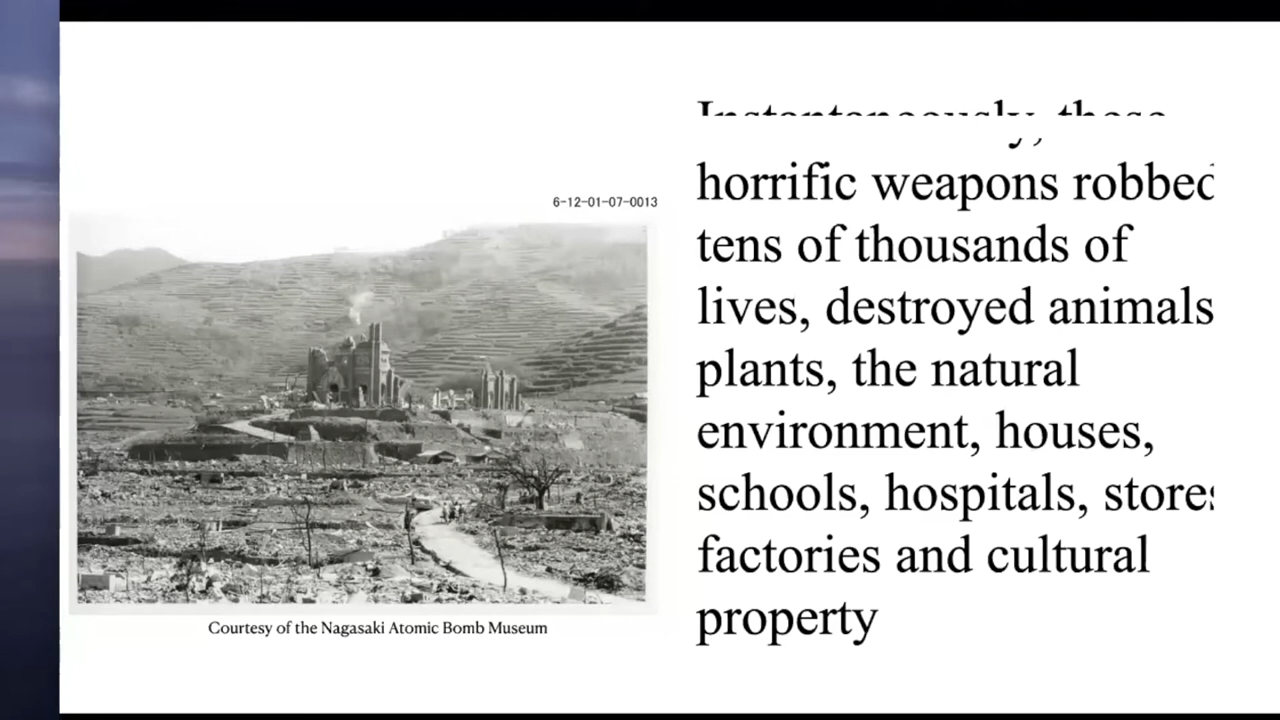 6-12-01-07-0013
Courtesy of the Nagasaki Atomic Bomb Museum
Instantaneously, these
horrific weapons robbed
tens of thousands of
lives, destroyed animals
plants, the natural
environment, houses,
schools, hospitals, stores
factories and cultural
property